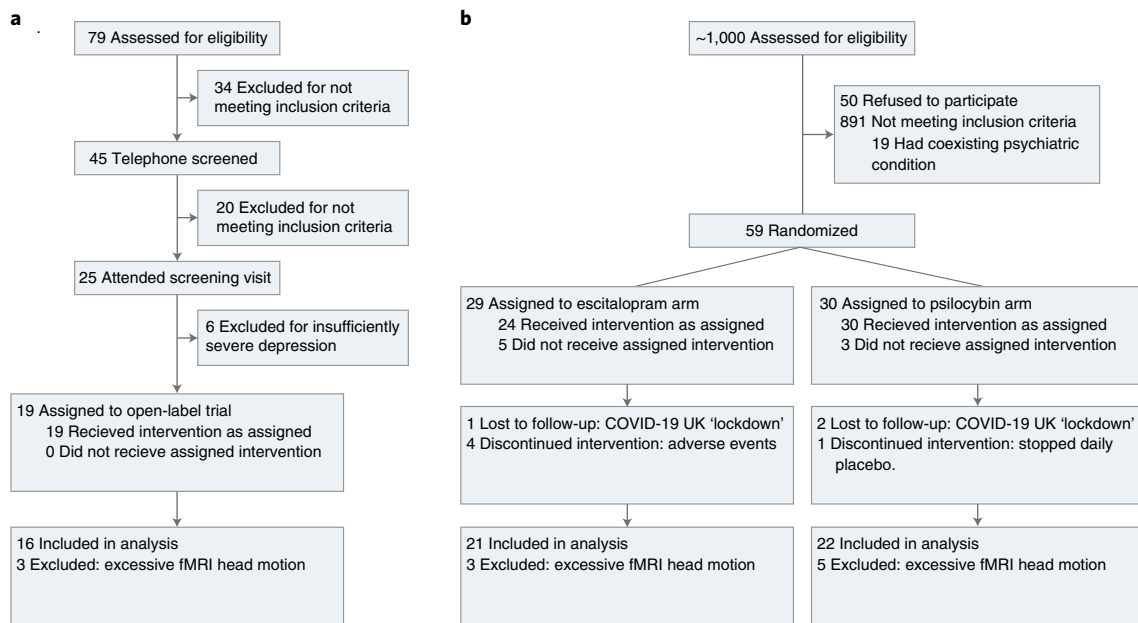 a
79 Assessed for eligibility
34 Excluded for not
meeting inclusion criteria
45 Telephone screened
20 Excluded for not
meeting inclusion criteria
25 Attended screening visit
6 Excluded for insufficiently
severe depression
19 Assigned to open-label trial
19 Recieved intervention as assigned
0 Did not recieve assigned intervention
16 Included in analysis
3 Excluded: excessive fMRI head motion
b
~1,000 Assessed for eligibility
50 Refused to participate
891 Not meeting inclusion criteria
19 Had coexisting psychiatric
condition
59 Randomized
29 Assigned to escitalopram arm
24 Received intervention as assigned
5 Did not receive assigned intervention
1 Lost to follow-up: COVID-19 UK ‘lockdown’
4 Discontinued intervention: adverse events
21 Included in analysis
3 Excluded: excessive fMRI head motion
30 Assigned to psilocybin arm
30 Recieved intervention as assigned
3 Did not recieve assigned intervention
2 Lost to follow-up: COVID-19 UK ‘lockdown’
1 Discontinued intervention: stopped daily
placebo.
22 Included in analysis
5 Excluded: excessive fMRI head motion